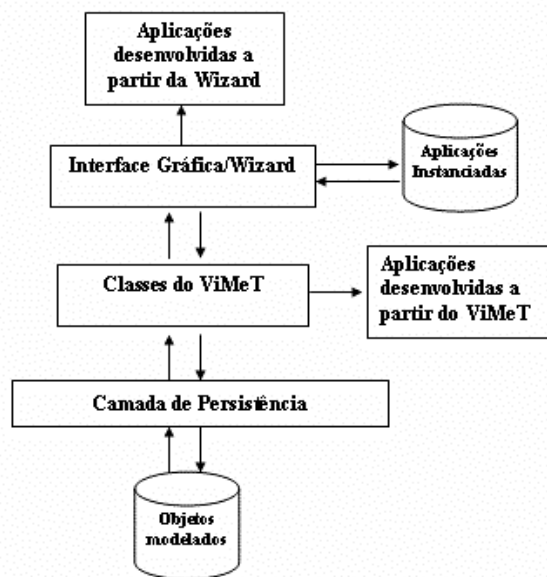 Aplicações
desenvolvidas a
partir da Wizard
Interface Gráfica/Wizard
Aplicações
Instanciadas
Classes do ViMeT
Aplicações
desenvolvidas a
partir do ViMeT
Camada de Persistência
Objetos
modelados